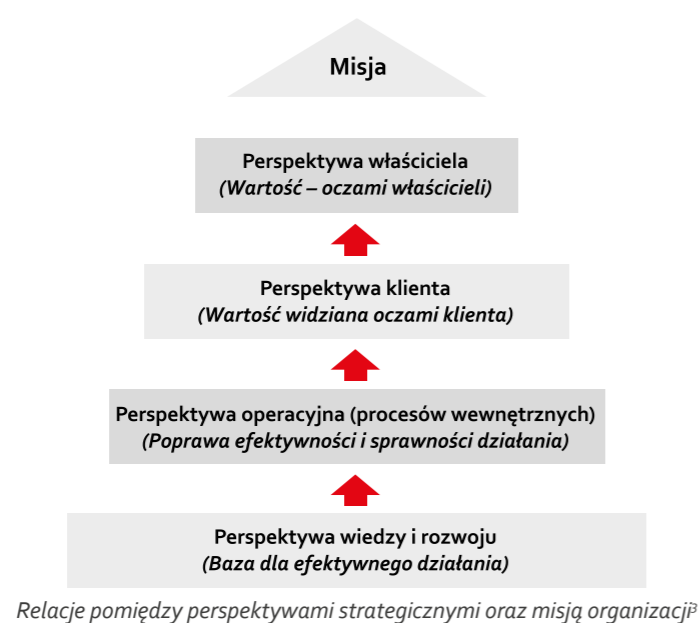 Misja
Perspektywa właściciela
(Wartość – oczami właścicieli)
Perspektywa klienta
(Wartość widziana oczami klienta)
Perspektywa operacyjna (procesów wewnętrznych)
(Poprawa efektywności i sprawności działania)
Perspektywa wiedzy i rozwoju
(Baza dla efektywnego działania)
Relacje pomiędzy perspektywami strategicznymi oraz misją organizacji³